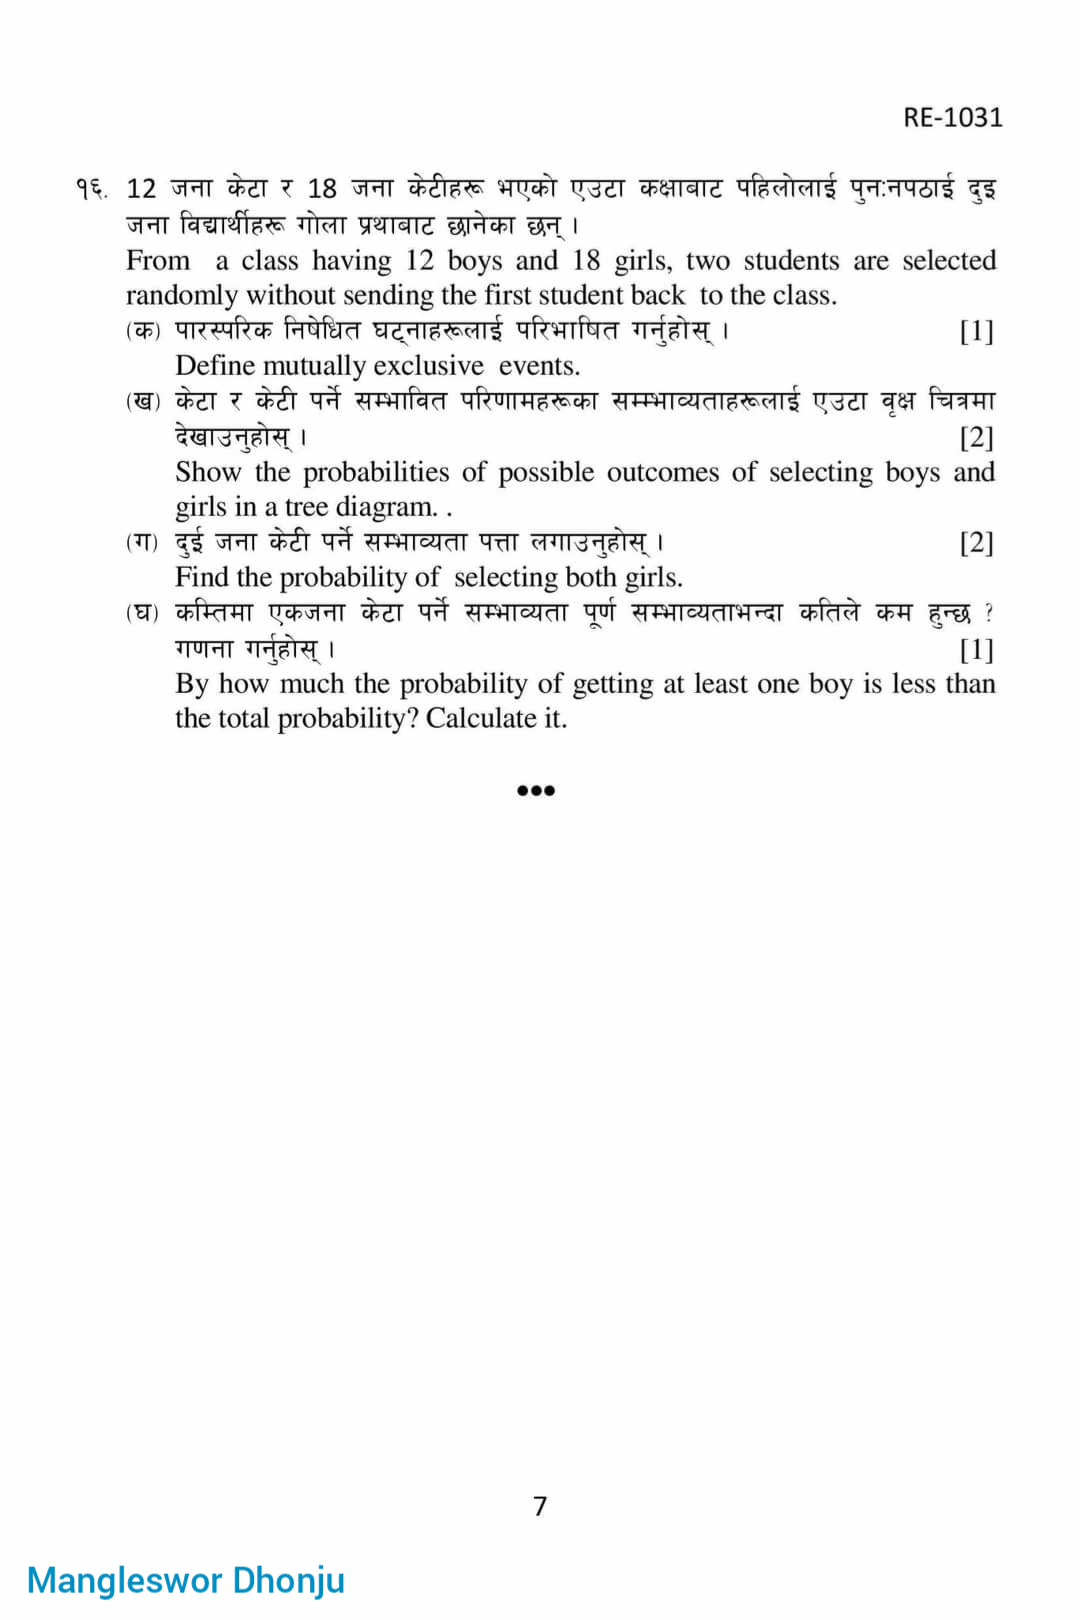 RE-1031
१६. 12 जना केटा र 18 जना केटीहरू भएको एउटा कक्षाबाट पहिलोलाई पुन:नपठाई दुइ
जना विद्यार्थीहरू गोला प्रथाबाट छानेका छन् ।
From a class having 12 boys and 18 girls, two students are selected
randomly without sending the first student back to the class.
(क) पारस्परिक निषेधित घट्नाहरूलाई परिभाषित गर्नुहोस् । [1]
Define mutually exclusive events.
(ख) केटा र केटी पर्ने सम्भावित परिणामहरूका सम्म्भाव्यताहरूलाई एउटा वृक्ष चित्रमा
देखाउनुहोस् । [2]
Show the probabilities of possible outcomes of selecting boys and
girls in a tree diagram. .
(ग) दुई जना केटी पर्ने सम्भाव्यता पत्ता लगाउनुहोस् । [2]
Find the probability of selecting both girls.
(घ) कम्तिमा एकजना केटा पर्ने सम्भाव्यता पूर्ण सम्भाव्यताभन्दा कतिले कम हुन्छ ?
गणना गर्नुहोस् । [1]
By how much the probability of getting at least one boy is less than
the total probability? Calculate it.
•••
7
Mangleswor Dhonju